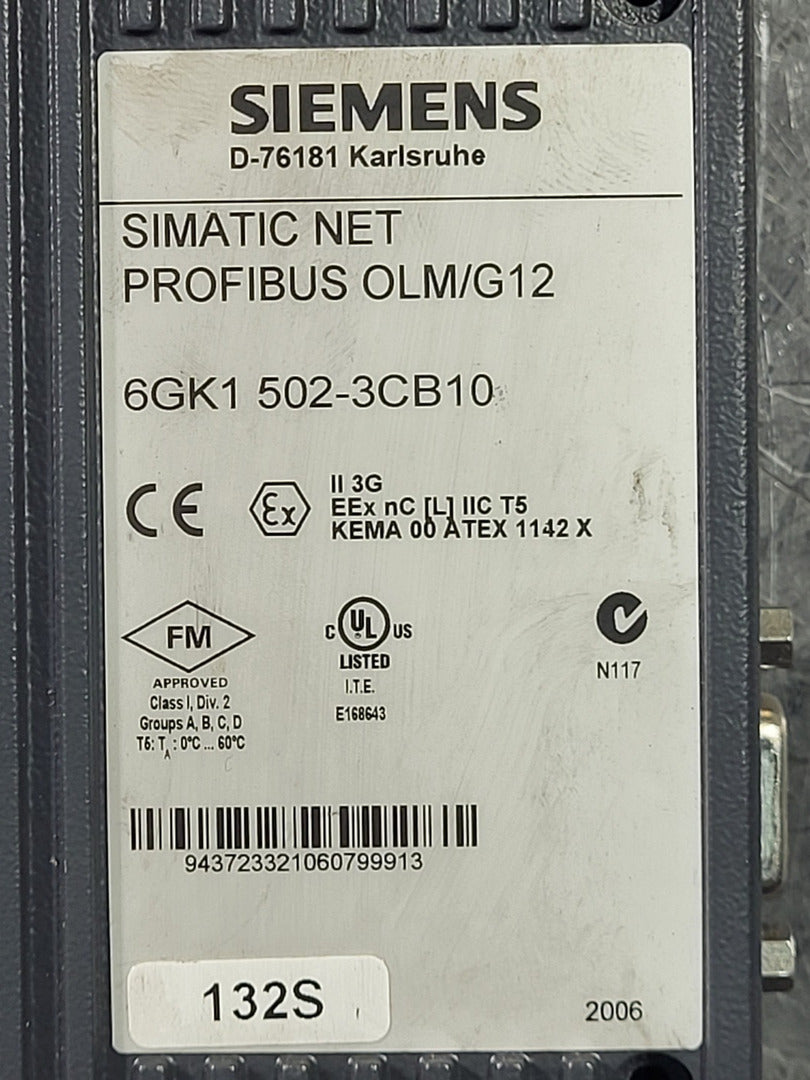 SIEMENS
D-76181 Karlsruhe
SIMATIC NET
PROFIBUS OLM/G12
6GK1 502-3CB10
CE
Ex
II 3G
EEx nC [L] IIC T5
KEMA 00 ATEX 1142 X
FM
APPROVED
Class I, Div. 2
Groups A, B, C, D
T6: TA: 0°C ... 60°C
C UL US
LISTED
I.T.E.
E168643
N117
943723321060799913
132S
2006